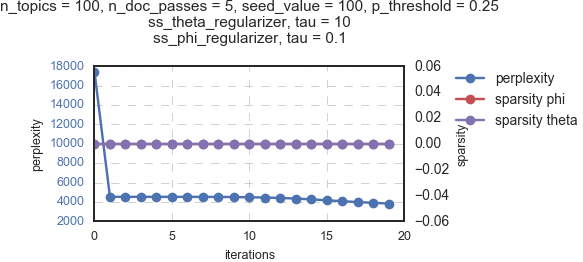 n_topics = 100, n_doc_passes = 5, seed_value = 100, p_threshold = 0.25
ss_theta_regularizer, tau = 10
ss_phi_regularizer, tau = 0.1
18000
16000
14000
12000
10000
8000
6000
4000
2000
perplexity
0
5
10
15
20
iterations
0.06
0.04
0.02
0.00
−0.02
−0.04
−0.06
sparsity
perplexity
sparsity phi
sparsity theta